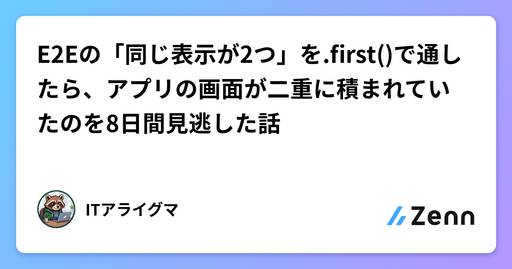 E2Eの「同じ表示が2つ」を.first()で通し
たら、アプリの画面が二重に積まれてい
たのを8日間見逃した話
ITアライグマ
Zenn